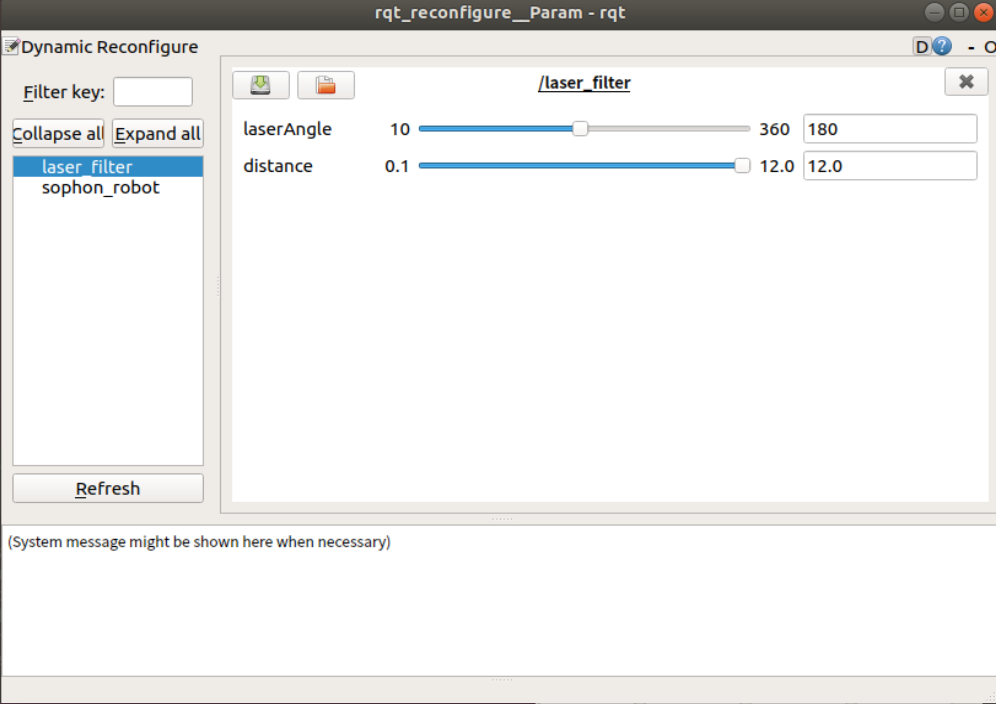 rqt_reconfigure__Param - rqt
Dynamic Reconfigure
D ? - O
Filter key:
Collapse all Expand all
laser_filter
sophon_robot
Refresh
/laser_filter
laserAngle 10 360 180
distance 0.1 12.0 12.0
(System message might be shown here when necessary)